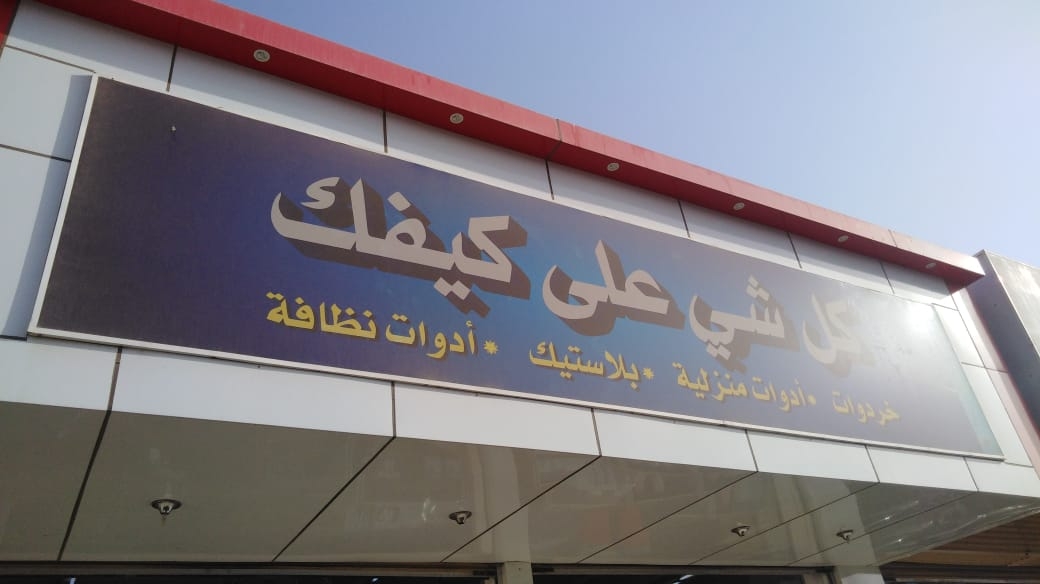 كل شي على كيفك
خردوات * أدوات منزلية * بلاستيك * أدوات نظافة